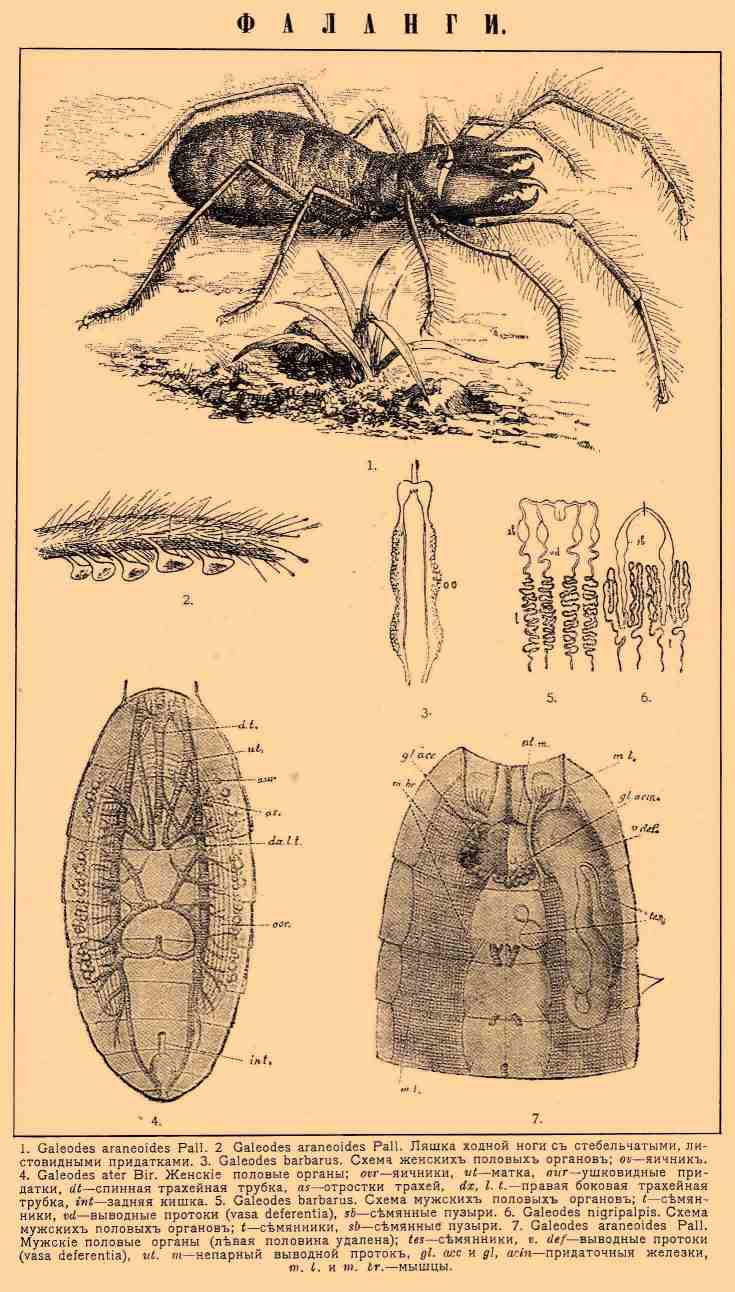 ФАЛАНГИ.
1.
2.
3.
ov
sb
vd
t
5.
sb
t
6.
d.t.
ut.
aur
as.
dx l.t.
ovr.
int.
4.
gl acc
ut. m.
m l.
m. br
gl. acin.
v. def.
tes,
m. l.
7.
1. Galeodes araneoides Pall. 2 Galeodes araneoides Pall. Ляшка ходной ноги съ стебельчатыми, ли-
стовидными придатками. 3. Galeodes barbarus. Схема женскихъ половыхъ органовъ; ov—яичникъ.
4. Galeodes ater Bir. Женскіе половые органы; ovr—яичники, ut—матка, aur—ушковидные при-
датки, dt—спинная трахейная трубка, as—отростки трахей, dx, l. t.—правая боковая трахейная
трубка, int—задняя кишка. 5. Galeodes barbarus. Схема мужскихъ половыхъ органовъ; t—сѣмян-
ники, vd—выводные протоки (vasa deferentia), sb—сѣмянные пузыри. 6. Galeodes nigripalpis. Схема
мужскихъ половыхъ органовъ; t—сѣмянники, sb—сѣмянные пузыри. 7. Galeodes araneoides Pall.
Мужскіе половые органы (лѣвая половина удалена); tes—сѣмянники, v. def—выводные протоки
(vasa deferentia), ut. m—непарный выводной протокъ, gl. acc и gl, acin—придаточныя железки,
m. l. и m. br.—мышцы.